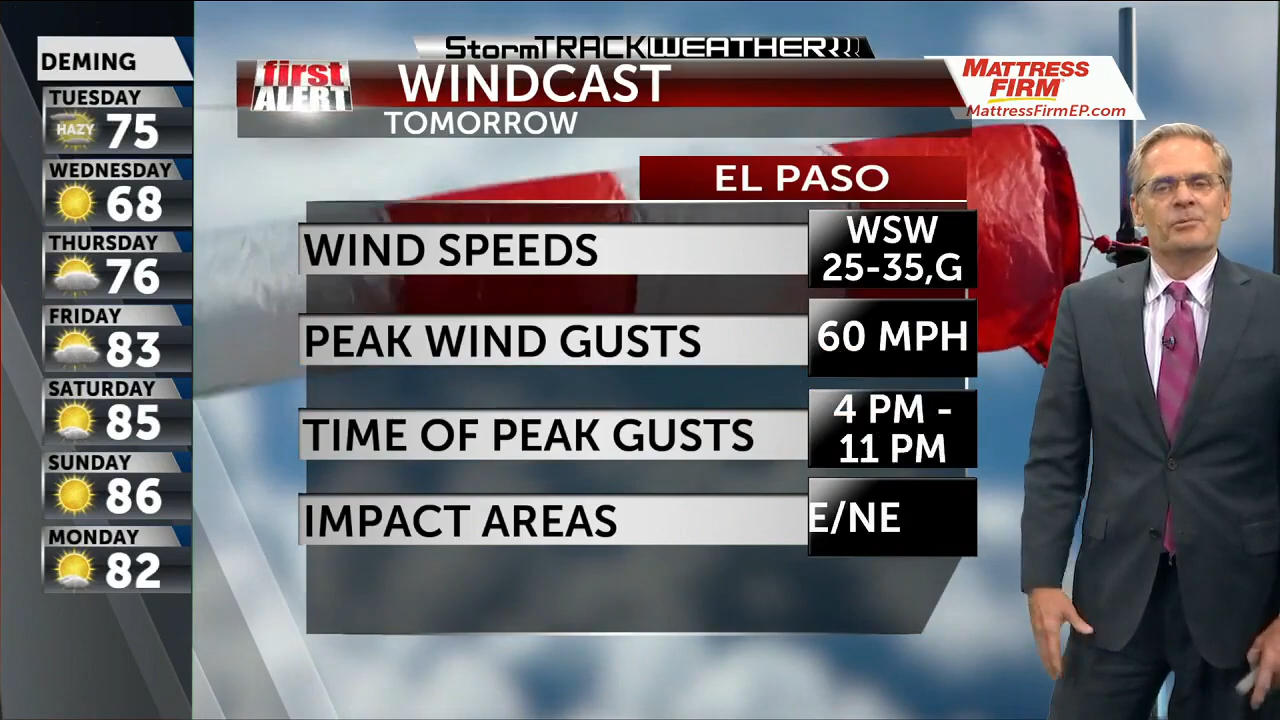 StormTRACKWEATHER
first
ALERT
WINDCAST
TOMORROW
MATTRESS
FIRM
MattressFirmEP.com
DEMING
TUESDAY
HAZY
75
WEDNESDAY
68
THURSDAY
76
FRIDAY
83
SATURDAY
85
SUNDAY
86
MONDAY
82
EL PASO
WIND SPEEDS
WSW
25-35,G
PEAK WIND GUSTS
60 MPH
TIME OF PEAK GUSTS
4 PM -
11 PM
IMPACT AREAS
E/NE